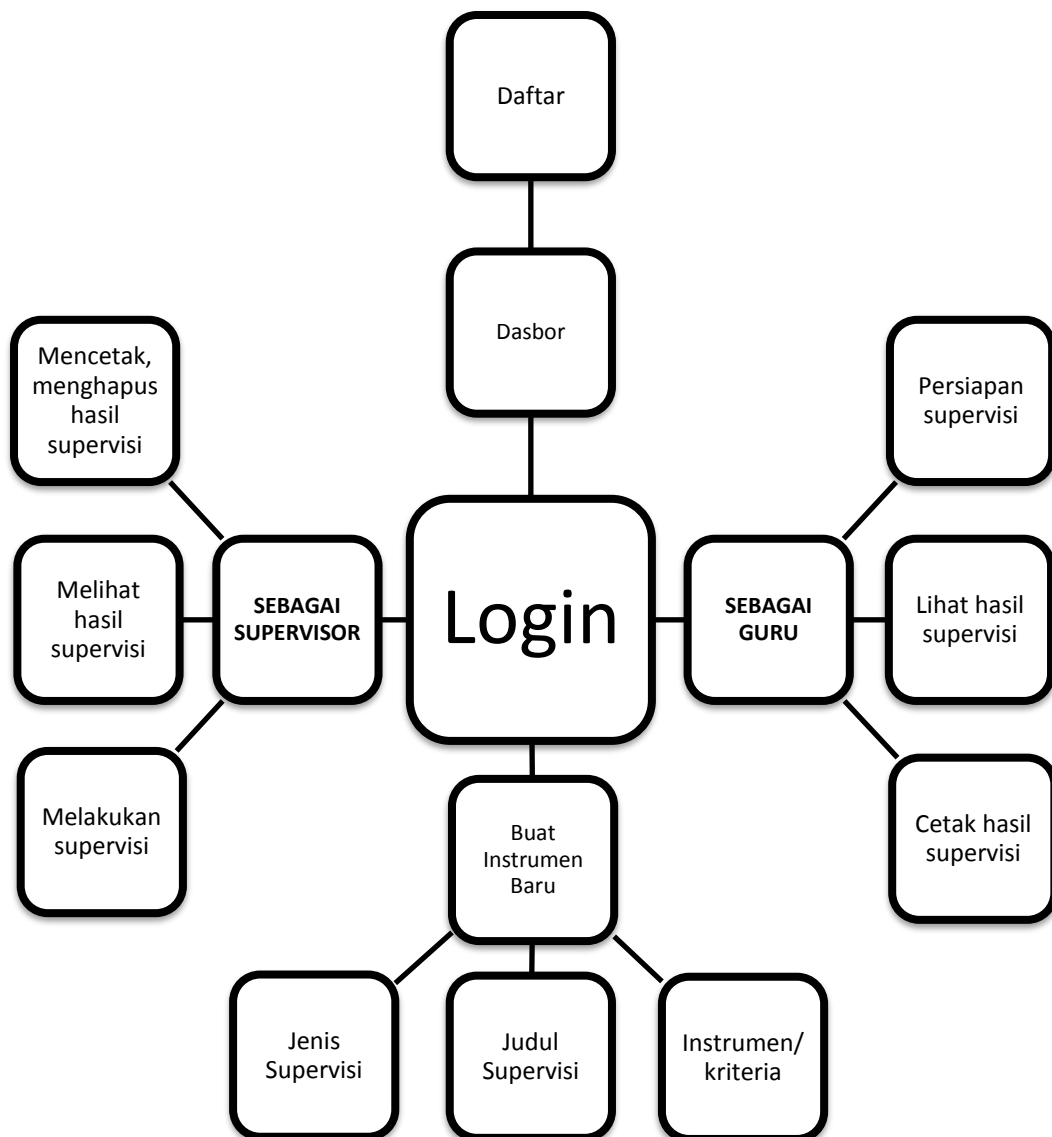 Daftar
Dasbor
Mencetak,
menghapus
hasil
supervisi
Persiapan
supervisi
Melihat
hasil
supervisi
SEBAGAI
SUPERVISOR
Login
SEBAGAI
GURU
Lihat hasil
supervisi
Melakukan
supervisi
Buat
Instrumen
Baru
Cetak hasil
supervisi
Jenis
Supervisi
Judul
Supervisi
Instrumen/
kriteria